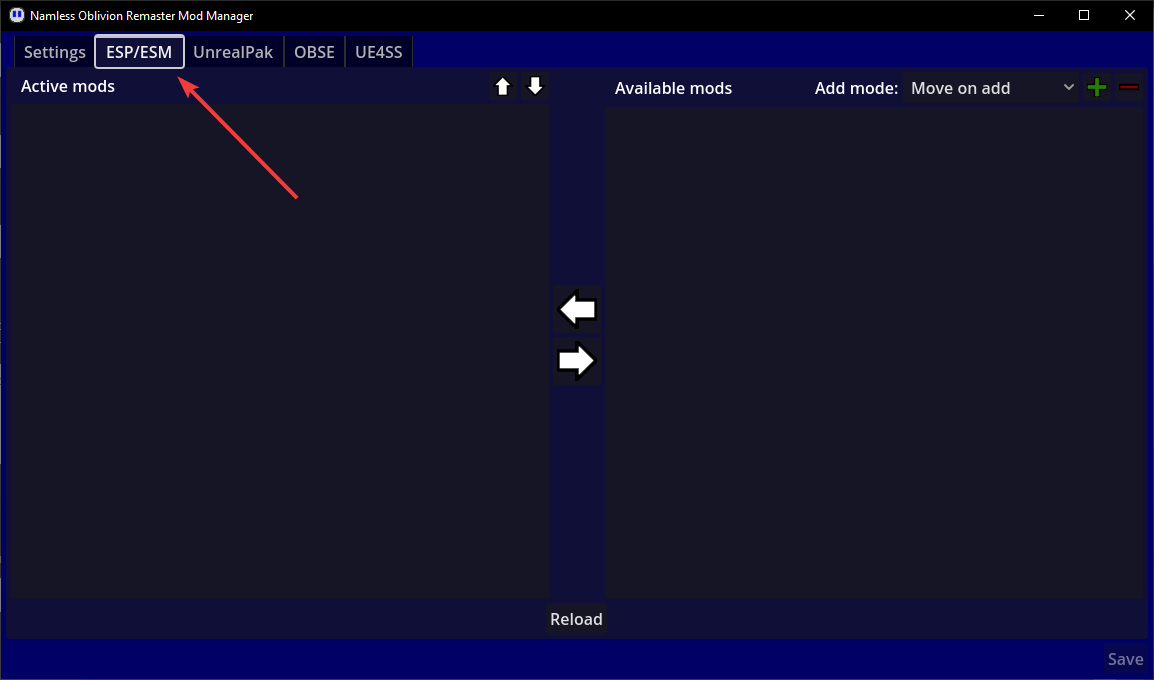 Namless Oblivion Remaster Mod Manager
Settings ESP/ESM UnrealPak OBSE UE4SS
Active mods
Available mods Add mode: Move on add
Reload
Save